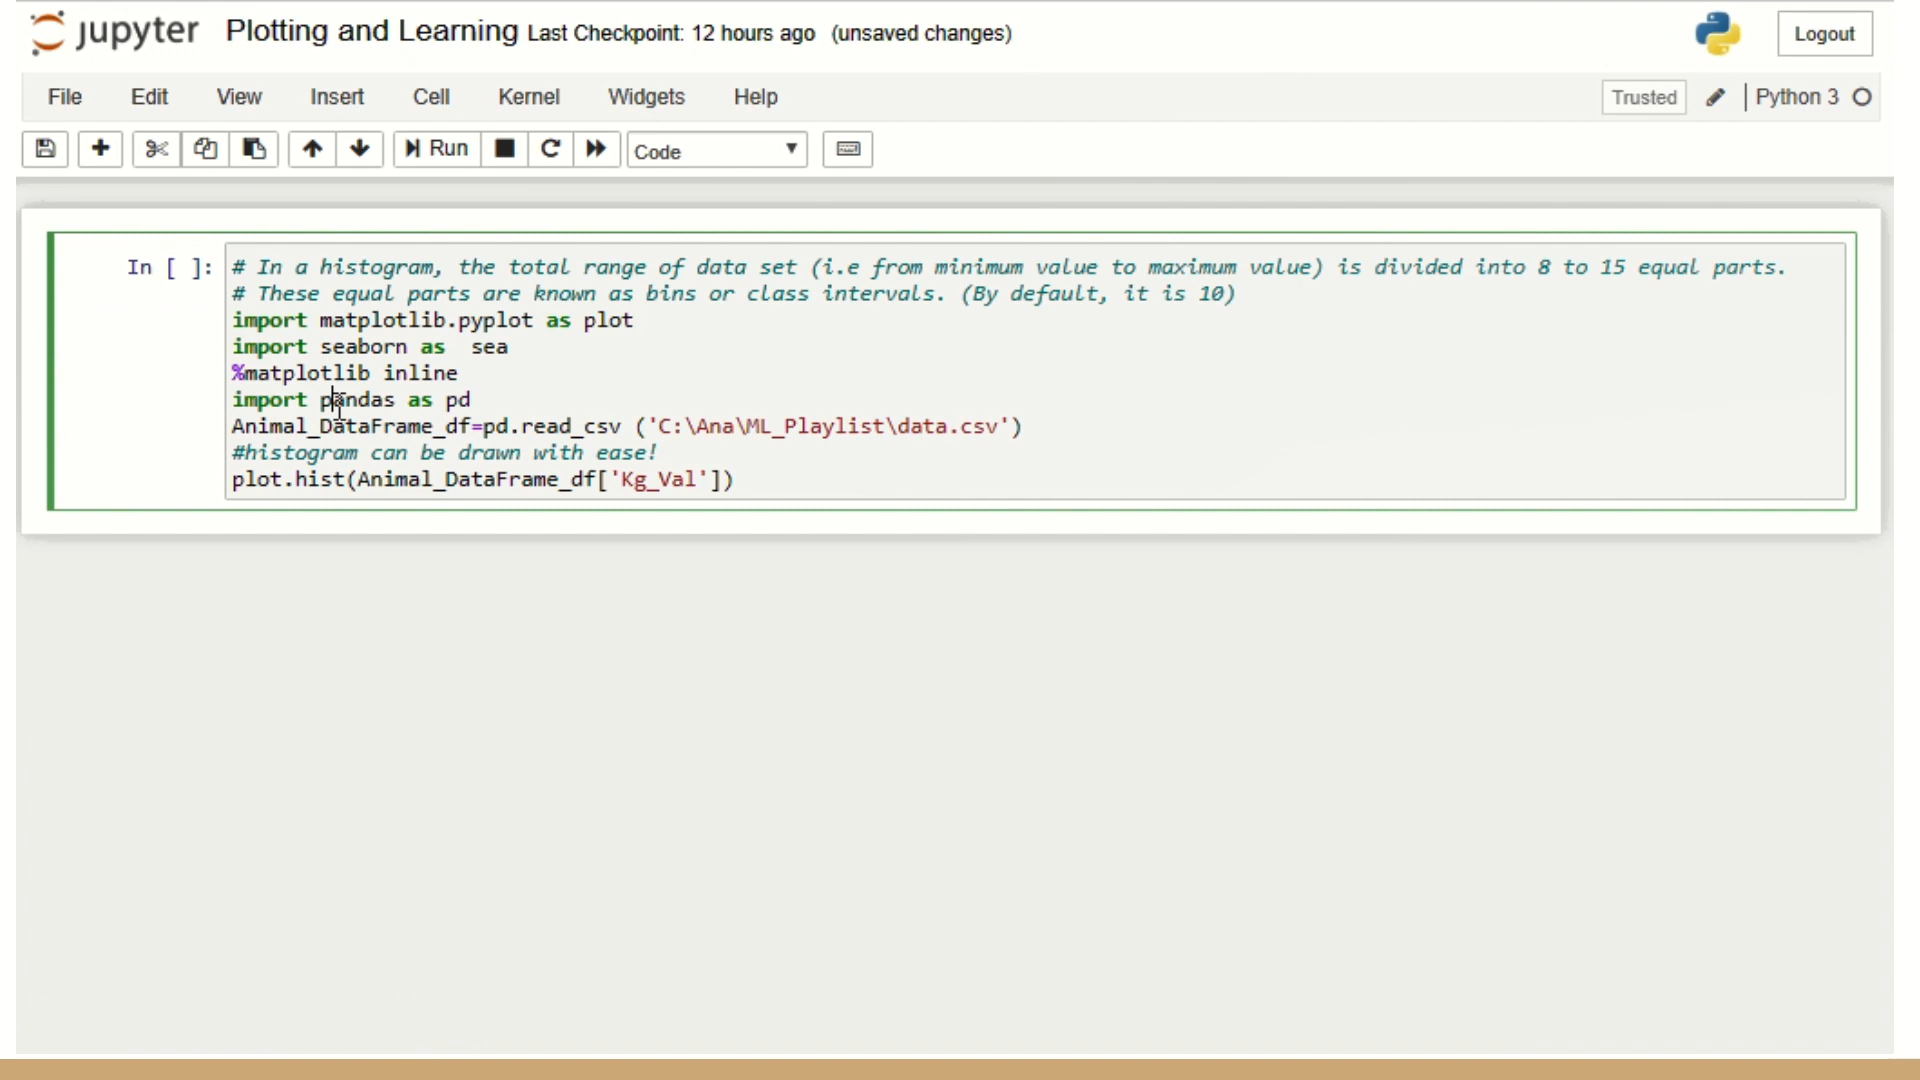 jupyter Plotting and Learning Last Checkpoint: 12 hours ago (unsaved changes) Logout
File Edit View Insert Cell Kernel Widgets Help Trusted Python 3
Run Code
In [ ]: # In a histogram, the total range of data set (i.e from minimum value to maximum value) is divided into 8 to 15 equal parts.
# These equal parts are known as bins or class intervals. (By default, it is 10)
import matplotlib.pyplot as plot
import seaborn as  sea
%matplotlib inline
import pandas as pd
Animal_DataFrame_df=pd.read_csv ('C:\Ana\ML_Playlist\data.csv')
#histogram can be drawn with ease!
plot.hist(Animal_DataFrame_df['Kg_Val'])